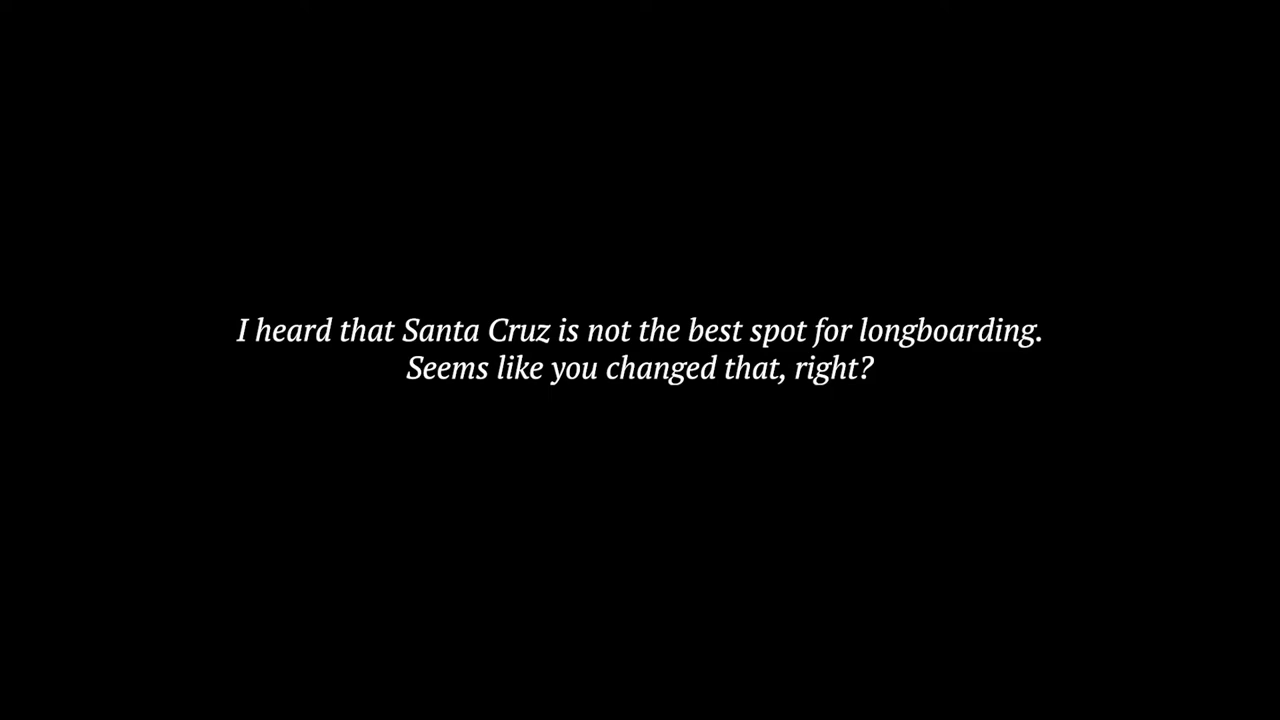 I heard that Santa Cruz is not the best spot for longboarding.
Seems like you changed that, right?